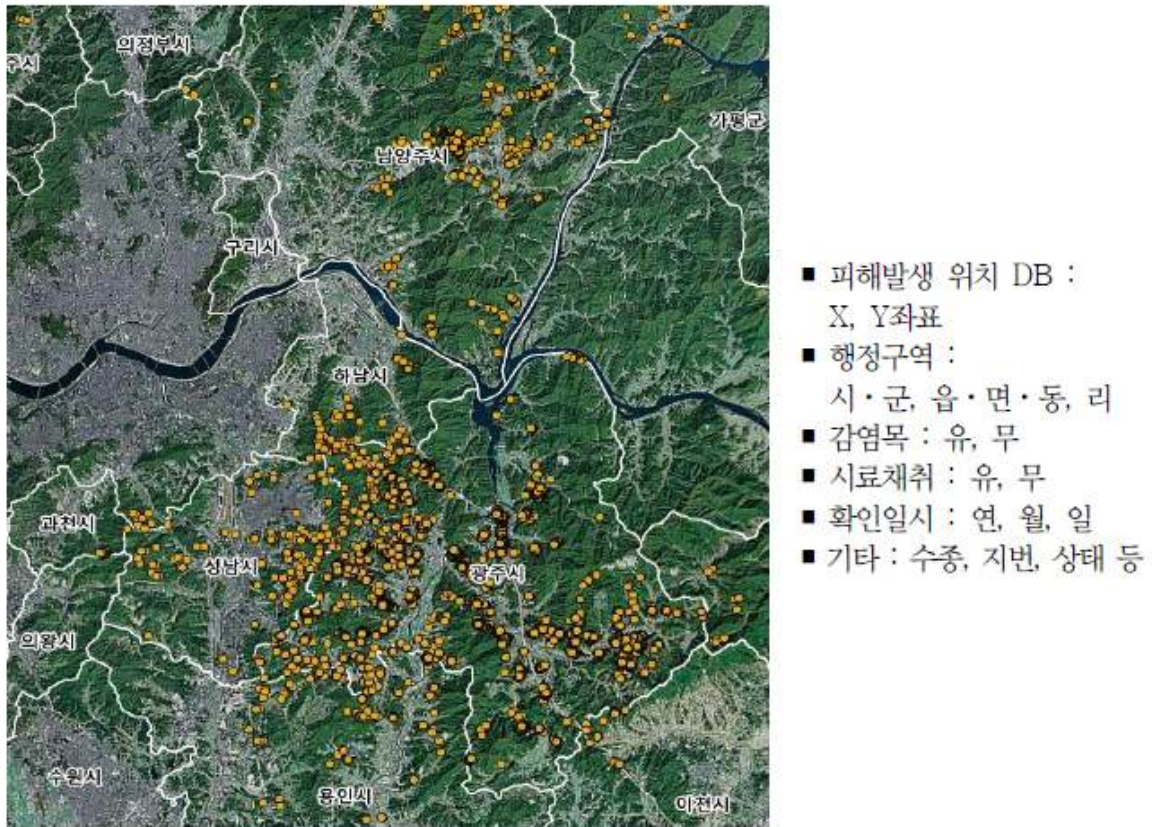 의정부시
주시
가평군
남양주시
구리시
하남시
과천시
성남시
광주시
의왕시
수원시
용인시
이천시
■ 피해발생 위치 DB :
X, Y좌표
■ 행정구역 :
시・군, 읍・면・동, 리
■ 감염목 : 유, 무
■ 시료채취 : 유, 무
■ 확인일시 : 연, 월, 일
■ 기타 : 수종, 지번, 상태 등